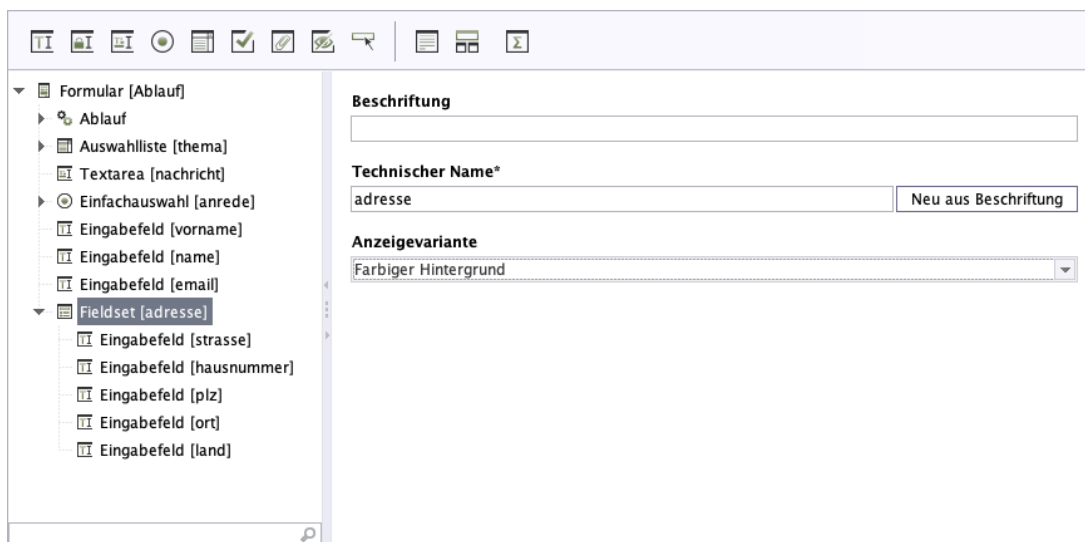 Formular [Ablauf]
Ablauf
Auswahlliste [thema]
Textarea [nachricht]
Einfachauswahl [anrede]
Eingabefeld [vorname]
Eingabefeld [name]
Eingabefeld [email]
Fieldset [adresse]
Eingabefeld [strasse]
Eingabefeld [hausnummer]
Eingabefeld [plz]
Eingabefeld [ort]
Eingabefeld [land]
Beschriftung
Technischer Name*
adresse
Neu aus Beschriftung
Anzeigevariante
Farbiger Hintergrund